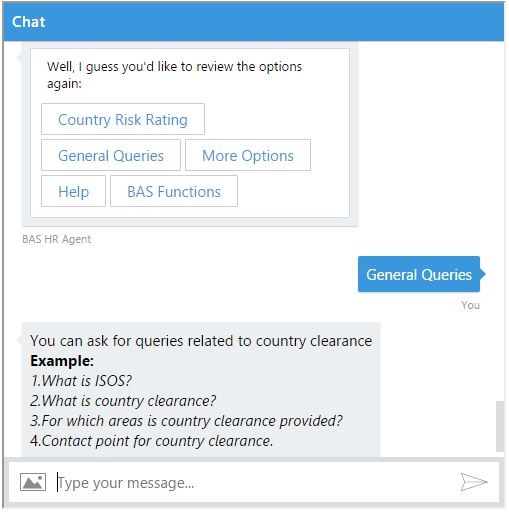 Chat
Well, I guess you'd like to review the options
again:
Country Risk Rating
General Queries
More Options
Help
BAS Functions
BAS HR Agent
General Queries
You
You can ask for queries related to country clearance
Example:
1.What is ISOS?
2.What is country clearance?
3.For which areas is country clearance provided?
4.Contact point for country clearance.
Type your message...